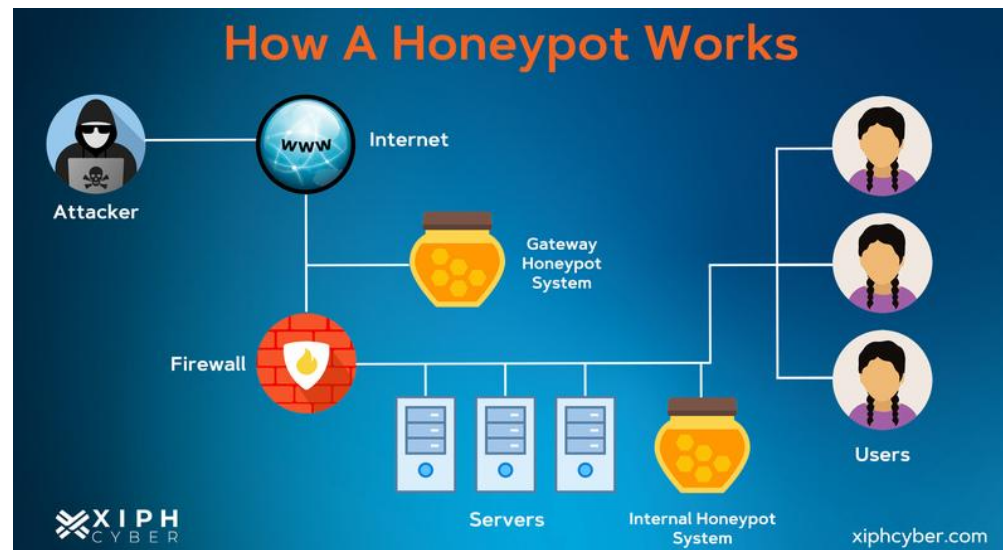 How A Honeypot Works
www
Internet
Attacker
Gateway
Honeypot
System
Firewall
Servers
Internal Honeypot
System
Users
XIPH
CYBER
xiphcyber.com